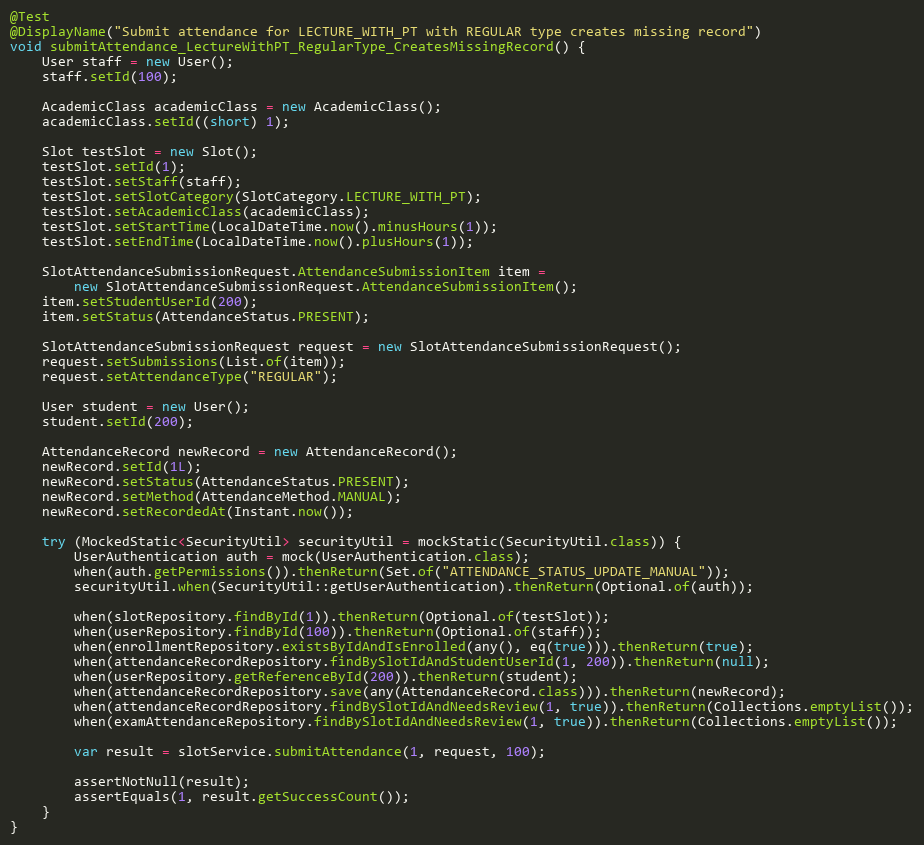 @Test
@DisplayName("Submit attendance for LECTURE_WITH_PT with REGULAR type creates missing record")
void submitAttendance_LectureWithPT_RegularType_CreatesMissingRecord() {
    User staff = new User();
    staff.setId(100);

    AcademicClass academicClass = new AcademicClass();
    academicClass.setId((short) 1);

    Slot testSlot = new Slot();
    testSlot.setId(1);
    testSlot.setStaff(staff);
    testSlot.setSlotCategory(SlotCategory.LECTURE_WITH_PT);
    testSlot.setAcademicClass(academicClass);
    testSlot.setStartTime(LocalDateTime.now().minusHours(1));
    testSlot.setEndTime(LocalDateTime.now().plusHours(1));

    SlotAttendanceSubmissionRequest.AttendanceSubmissionItem item =
        new SlotAttendanceSubmissionRequest.AttendanceSubmissionItem();
    item.setStudentUserId(200);
    item.setStatus(AttendanceStatus.PRESENT);

    SlotAttendanceSubmissionRequest request = new SlotAttendanceSubmissionRequest();
    request.setSubmissions(List.of(item));
    request.setAttendanceType("REGULAR");

    User student = new User();
    student.setId(200);

    AttendanceRecord newRecord = new AttendanceRecord();
    newRecord.setId(1L);
    newRecord.setStatus(AttendanceStatus.PRESENT);
    newRecord.setMethod(AttendanceMethod.MANUAL);
    newRecord.setRecordedAt(Instant.now());

    try (MockedStatic<SecurityUtil> securityUtil = mockStatic(SecurityUtil.class)) {
        UserAuthentication auth = mock(UserAuthentication.class);
        when(auth.getPermissions()).thenReturn(Set.of("ATTENDANCE_STATUS_UPDATE_MANUAL"));
        securityUtil.when(SecurityUtil::getUserAuthentication).thenReturn(Optional.of(auth));

        when(slotRepository.findById(1)).thenReturn(Optional.of(testSlot));
        when(userRepository.findById(100)).thenReturn(Optional.of(staff));
        when(enrollmentRepository.existsByIdAndIsEnrolled(any(), eq(true))).thenReturn(true);
        when(attendanceRecordRepository.findBySlotIdAndStudentUserId(1, 200)).thenReturn(null);
        when(userRepository.getReferenceById(200)).thenReturn(student);
        when(attendanceRecordRepository.save(any(AttendanceRecord.class))).thenReturn(newRecord);
        when(attendanceRecordRepository.findBySlotIdAndNeedsReview(1, true)).thenReturn(Collections.emptyList());
        when(examAttendanceRepository.findBySlotIdAndNeedsReview(1, true)).thenReturn(Collections.emptyList());

        var result = slotService.submitAttendance(1, request, 100);

        assertNotNull(result);
        assertEquals(1, result.getSuccessCount());
    }
}